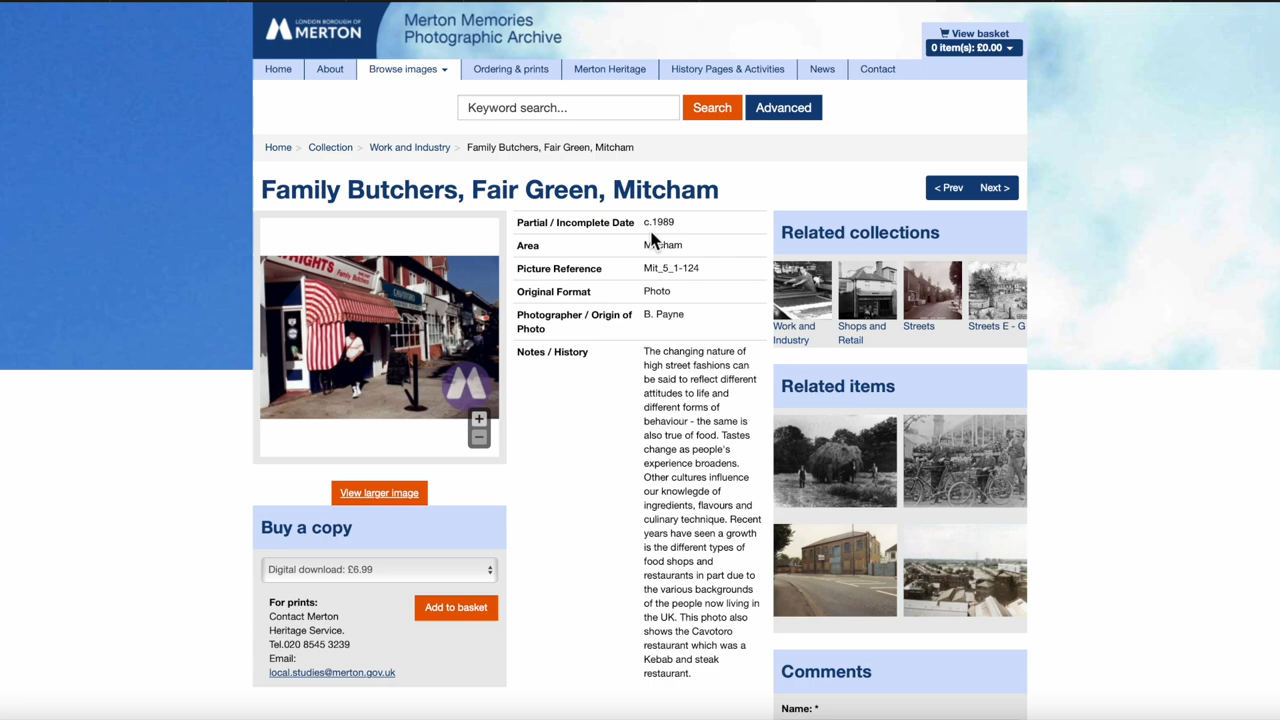 LONDON BOROUGH OF
MERTON
Merton Memories
Photographic Archive
View basket
0 item(s): £0.00
Home
About
Browse images
Ordering & prints
Merton Heritage
History Pages & Activities
News
Contact
Keyword search...
Search
Advanced
Home > Collection > Work and Industry > Family Butchers, Fair Green, Mitcham
Family Butchers, Fair Green, Mitcham
< Prev
Next >
WRIGHTS Family Butchers
View larger image
Buy a copy
Digital download: £6.99
For prints:
Contact Merton
Heritage Service.
Tel.020 8545 3239
Email:
local.studies@merton.gov.uk
Add to basket
Partial / Incomplete Date c.1989
Area
Picture Reference Mit_5_1-124
Original Format Photo
Photographer / Origin of
Photo
B. Payne
Notes / History
The changing nature of
high street fashions can
be said to reflect different
attitudes to life and
different forms of
behaviour - the same is
also true of food. Tastes
change as people's
experience broadens.
Other cultures influence
our knowlegde of
ingredients, flavours and
culinary technique. Recent
years have seen a growth
is the different types of
food shops and
restaurants in part due to
the various backgrounds
of the people now living in
the UK. This photo also
shows the Cavotoro
restaurant which was a
Kebab and steak
restaurant.
Related collections
Work and
Industry
Shops and
Retail
Streets
Streets E - G
Related items
Comments
Name: *